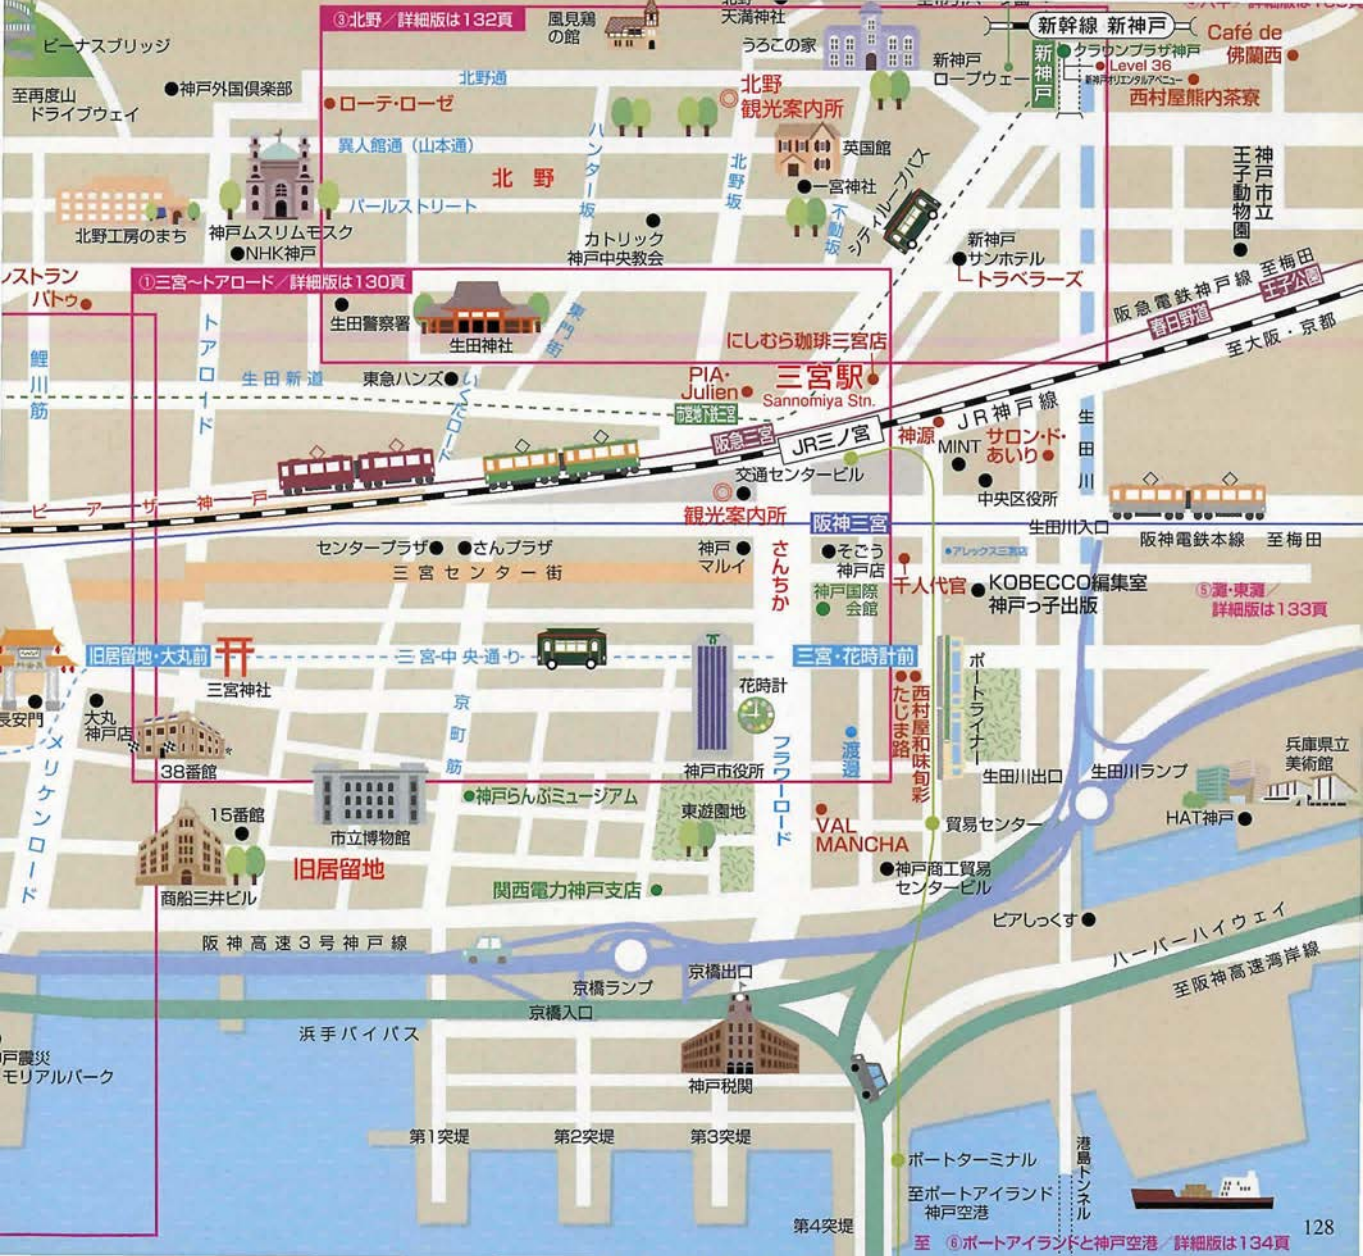 ビーナスブリッジ
③北野／詳細版は132頁
風見鶏
の館
天満神社
うろこの家
新幹線 新神戸
新神戸
新神戸
ロープウェー
クラウンプラザ神戸
Level 36
新神戸オリエンタルアベニュー
Café de
佛蘭西
西村屋熊内茶寮
至再度山
ドライブウェイ
神戸外国倶楽部
ローテ・ローゼ
北野通
北野
観光案内所
異人館通（山本通）
ハンター坂
北野坂
英国館
一宮神社
不動坂
シティループバス
北野
パールストリート
北野工房のまち
神戸ムスリムモスク
NHK神戸
カトリック
神戸中央教会
新神戸
サンホテル
トラベラーズ
神戸市立
王子動物園
レストラン
パトゥ
①三宮～トアロード／詳細版は130頁
生田警察署
生田神社
東門街
阪急電鉄神戸線 至梅田
王子公園
春日野道
至大阪・京都
鯉川筋
トアロード
生田新道
東急ハンズ
いくたロード
にしむら珈琲三宮店
PIA・
Julien
三宮駅
Sannomiya Stn.
市営地下鉄三宮
阪急三宮
JR三ノ宮
神源
JR神戸線
MINT
サロン・ド・
あいり
生田川
中央区役所
交通センタービル
観光案内所
ピアザ神戸
阪神三宮
生田川入口
阪神電鉄本線 至梅田
センタープラザ
さんプラザ
三宮センター街
神戸
マルイ
さんちか
そごう
神戸店
アレックス三宮店
千人代官
神戸国際
会館
KOBECCO編集室
神戸っ子出版
⑤灘・東灘／
詳細版は133頁
旧居留地・大丸前
三宮中央通り
三宮・花時計前
三宮神社
長安門
大丸
神戸店
38番館
京町筋
花時計
神戸市役所
フラワーロード
渡邊
たじま路
西村屋和味旬彩
ポートライナー
生田川出口
生田川ランプ
兵庫県立
美術館
HAT神戸
メリケンロード
15番館
商船三井ビル
市立博物館
旧居留地
神戸らんぷミュージアム
東遊園地
VAL
MANCHA
貿易センター
神戸商工貿易
センタービル
関西電力神戸支店
ピアしっくす
阪神高速3号神戸線
京橋ランプ
京橋出口
京橋入口
ハーバーハイウェイ
至阪神高速湾岸線
浜手バイパス
神戸税関
戸震災
モリアルパーク
第1突堤
第2突堤
第3突堤
第4突堤
ポートターミナル
至ポートアイランド
神戸空港
港島トンネル
至 ⑥ポートアイランドと神戸空港／詳細版は134頁
128